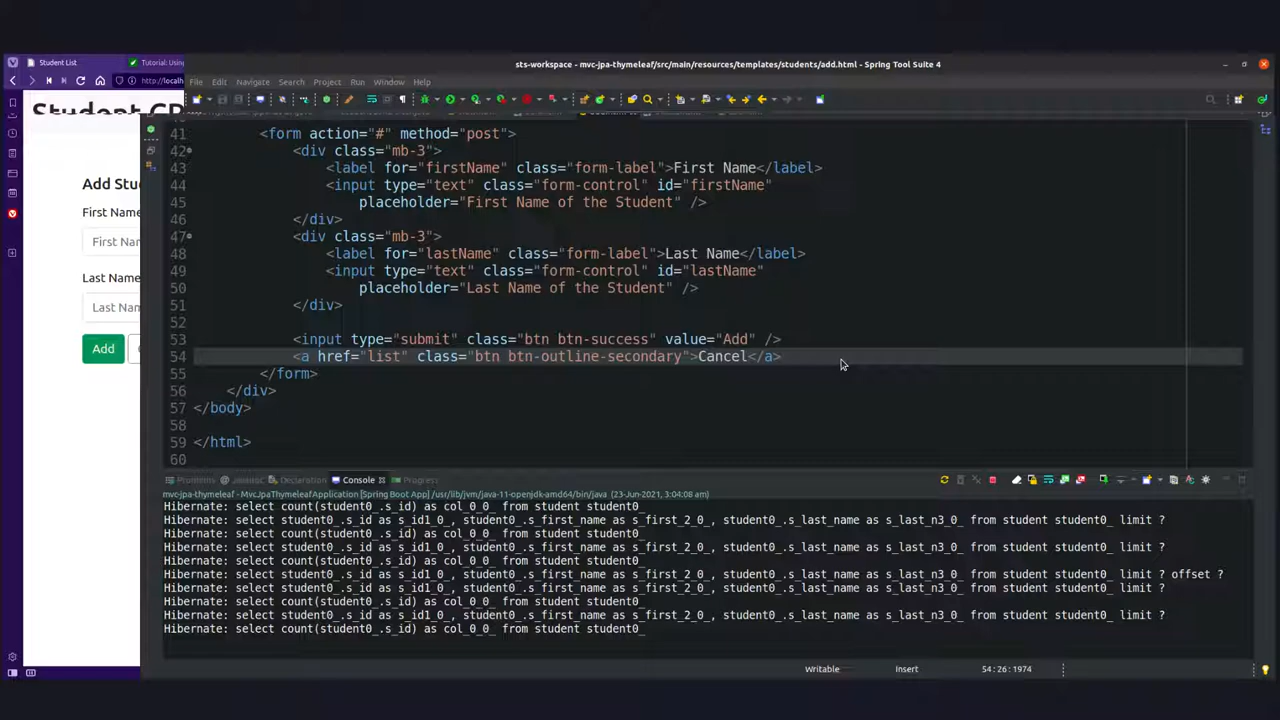 Student List
Tutorial: Using
http://localh
Student CR
Add Stu
First Name
First Nam
Last Name
Last Nam
Add
sts-workspace - mvc-jpa-thymeleaf/src/main/resources/templates/students/add.html - Spring Tool Suite 4
File Edit Navigate Search Project Run Window Help
41 <form action="#" method="post">
42 <div class="mb-3">
43 <label for="firstName" class="form-label">First Name</label>
44 <input type="text" class="form-control" id="firstName"
45 placeholder="First Name of the Student" />
46 </div>
47 <div class="mb-3">
48 <label for="lastName" class="form-label">Last Name</label>
49 <input type="text" class="form-control" id="lastName"
50 placeholder="Last Name of the Student" />
51 </div>
52
53 <input type="submit" class="btn btn-success" value="Add" />
54 <a href="list" class="btn btn-outline-secondary">Cancel</a>
55 </form>
56 </div>
57 </body>
58
59 </html>
60
Problems Javadoc Declaration Console Progress
mvc-jpa-thymeleaf - MvcJpaThymeleafApplication [Spring Boot App] /usr/lib/jvm/java-11-openjdk-amd64/bin/java (23-Jun-2021, 3:04:08 am)
Hibernate: select count(student0_.s_id) as col_0_0_ from student student0_
Hibernate: select student0_.s_id as s_id1_0_, student0_.s_first_name as s_first_2_0_, student0_.s_last_name as s_last_n3_0_ from student student0_ limit ?
Hibernate: select count(student0_.s_id) as col_0_0_ from student student0_
Hibernate: select student0_.s_id as s_id1_0_, student0_.s_first_name as s_first_2_0_, student0_.s_last_name as s_last_n3_0_ from student student0_ limit ?
Hibernate: select count(student0_.s_id) as col_0_0_ from student student0_
Hibernate: select student0_.s_id as s_id1_0_, student0_.s_first_name as s_first_2_0_, student0_.s_last_name as s_last_n3_0_ from student student0_ limit ? offset ?
Hibernate: select student0_.s_id as s_id1_0_, student0_.s_first_name as s_first_2_0_, student0_.s_last_name as s_last_n3_0_ from student student0_ limit ?
Hibernate: select count(student0_.s_id) as col_0_0_ from student student0_
Hibernate: select student0_.s_id as s_id1_0_, student0_.s_first_name as s_first_2_0_, student0_.s_last_name as s_last_n3_0_ from student student0_ limit ?
Hibernate: select count(student0_.s_id) as col_0_0_ from student student0_
Writable Insert 54 : 26 : 1974